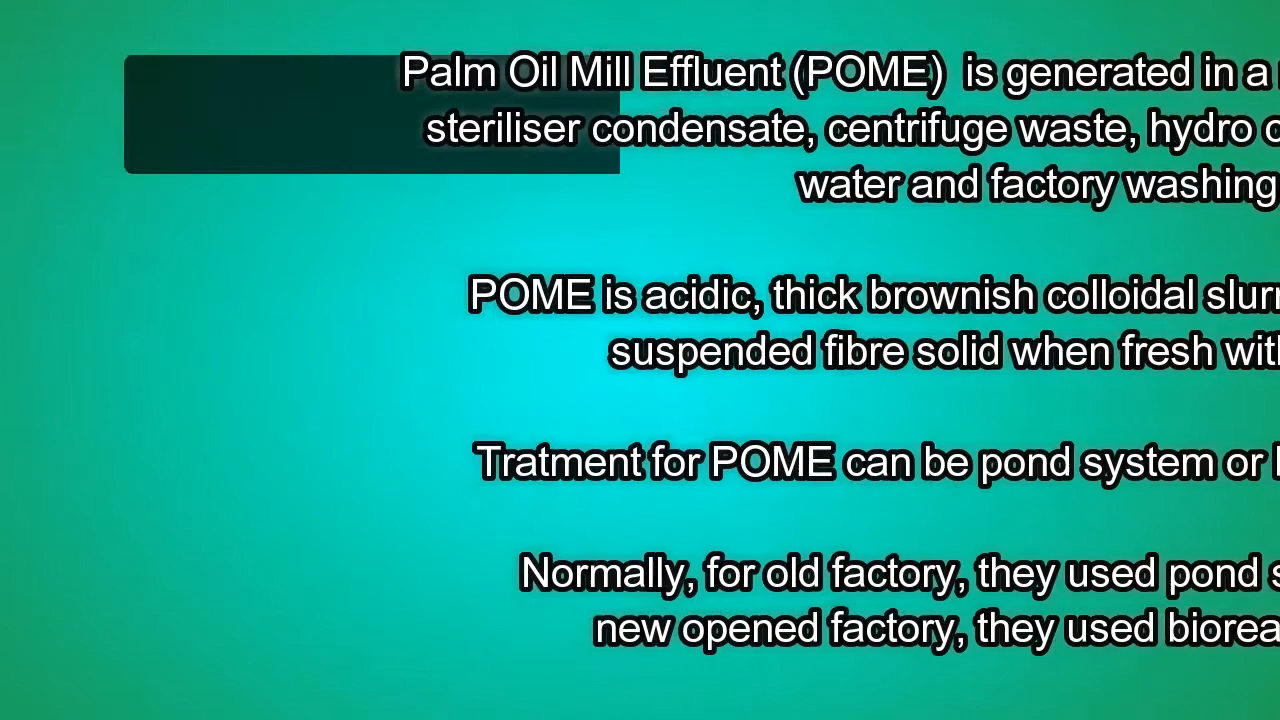 Palm Oil Mill Effluent (POME) is generated in a
steriliser condensate, centrifuge waste, hydro
water and factory washing
POME is acidic, thick brownish colloidal
suspended fibre solid when fresh
Tratment for POME can be pond system or
Normally, for old factory, they used pond
new opened factory, they used